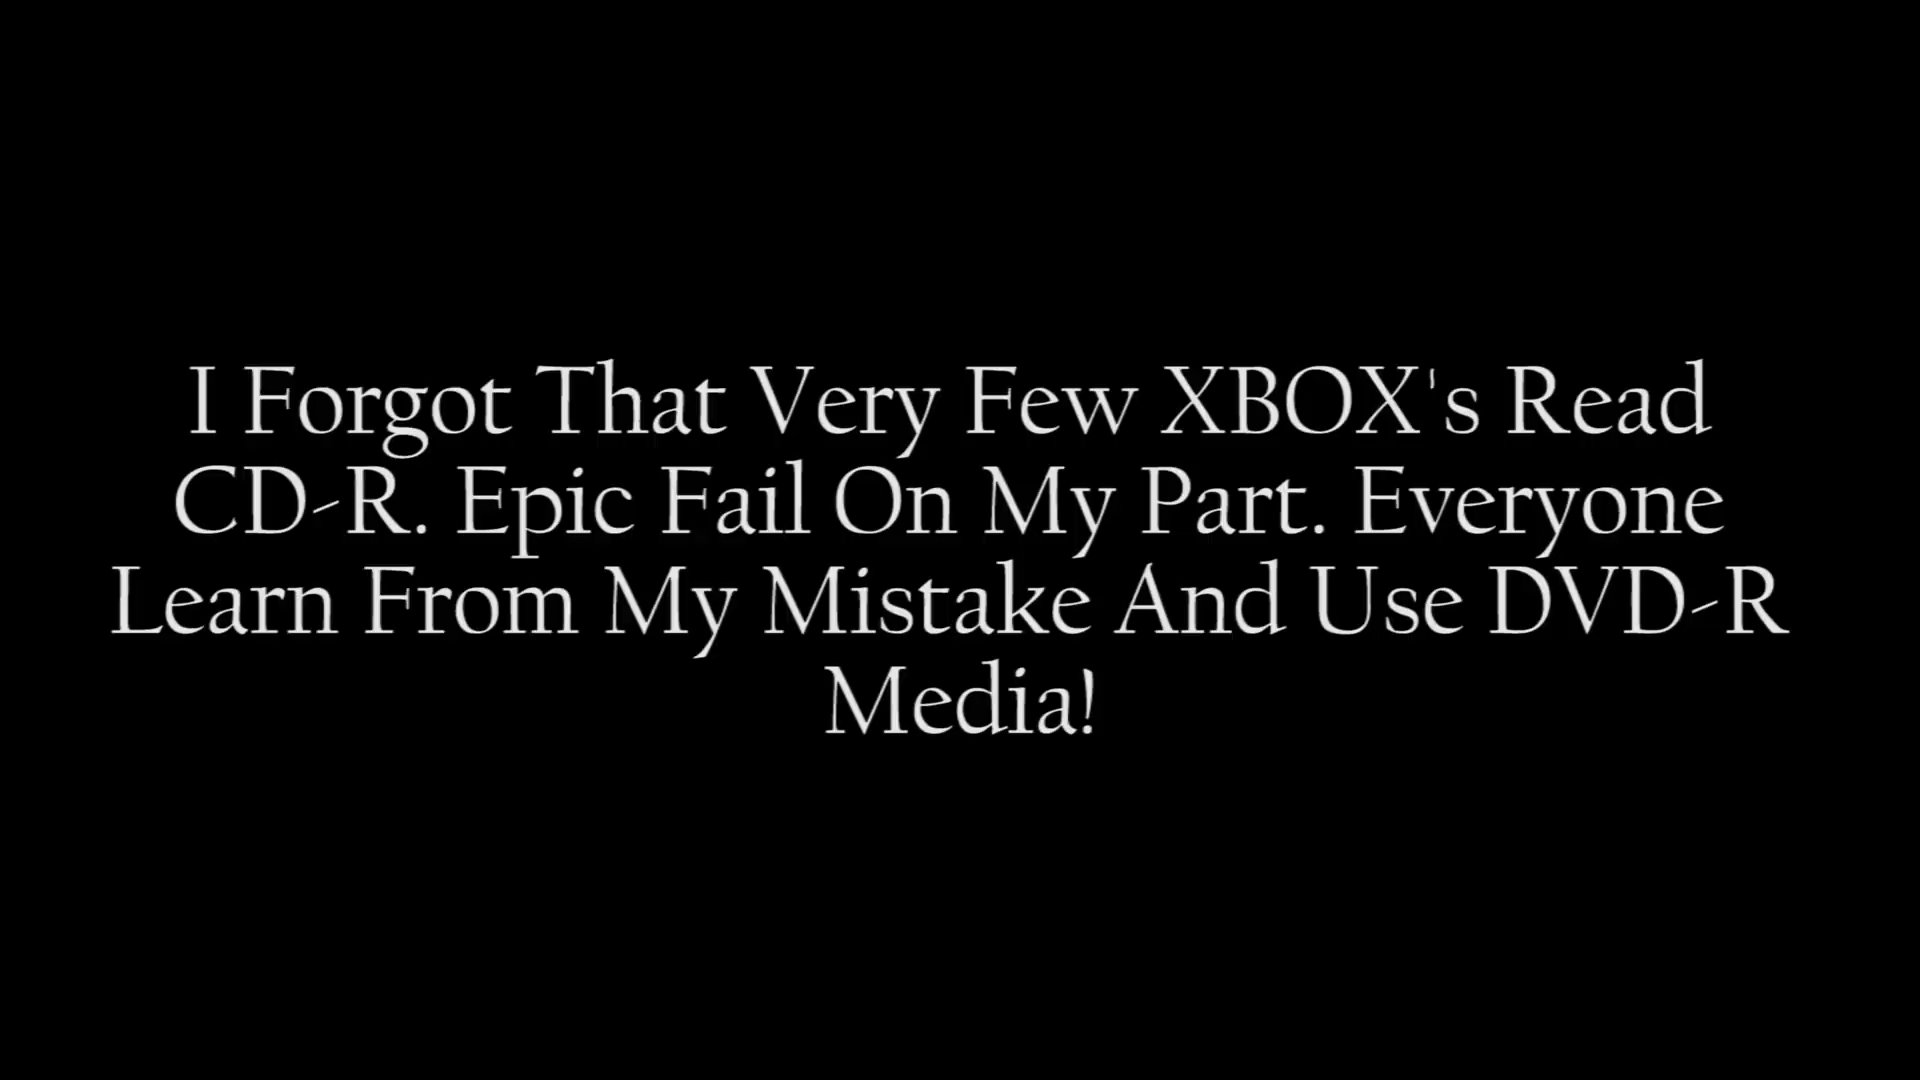 I Forgot That Very Few XBOX's Read
CD-R. Epic Fail On My Part. Everyone
Learn From My Mistake And Use DVD-R
Media!